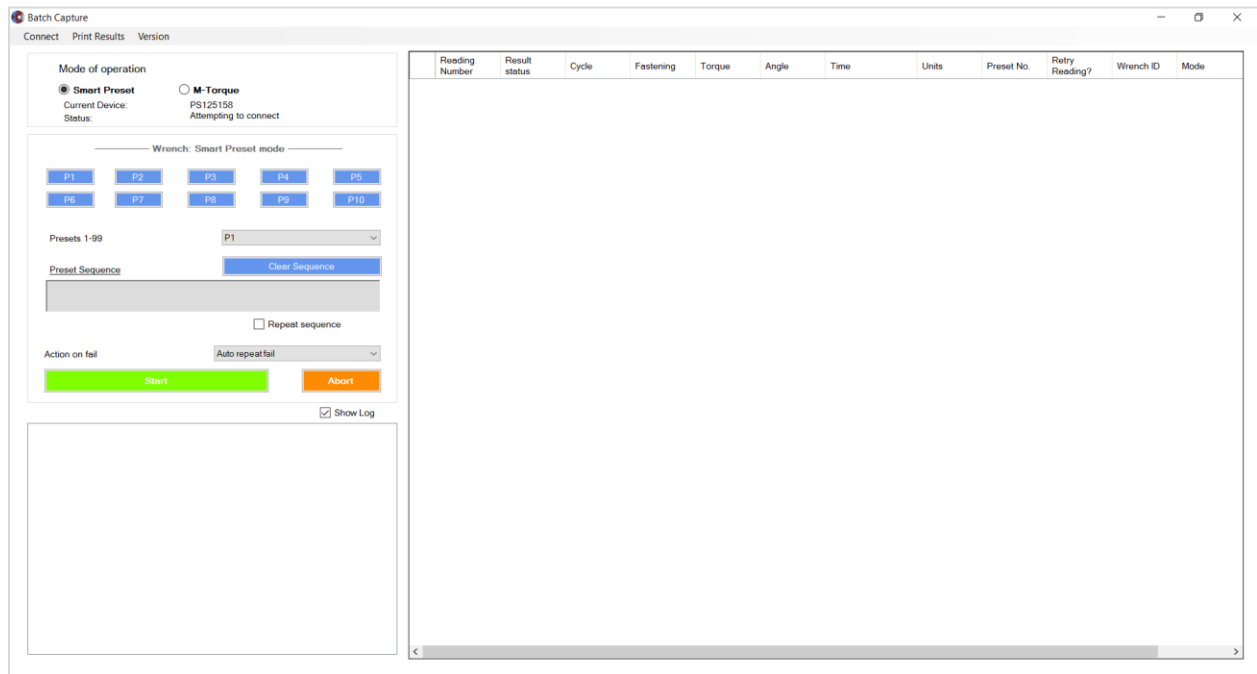 Batch Capture
Connect Print Results Version
Mode of operation
Smart Preset M-Torque
Current Device: PS125158
Status: Attempting to connect
Wrench: Smart Preset mode
P1 P2 P3 P4 P5
P6 P7 P8 P9 P10
Presets 1-99 P1
Preset Sequence Clear Sequence
Repeat sequence
Action on fail Auto repeat fail
Start Abort
Show Log
Reading Number Result status Cycle Fastening Torque Angle Time Units Preset No. Retry Reading? Wrench ID Mode